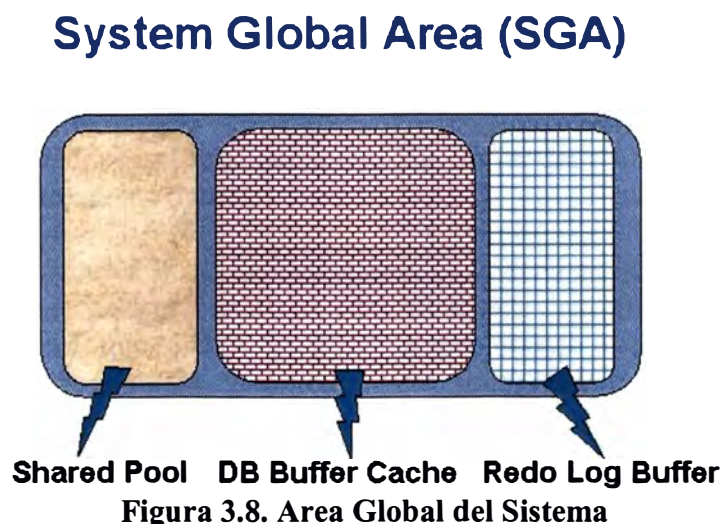 System Global Area (SGA)
Shared Pool DB Buffer Cache Redo Log Buffer
Figura 3.8. Area Global del Sistema